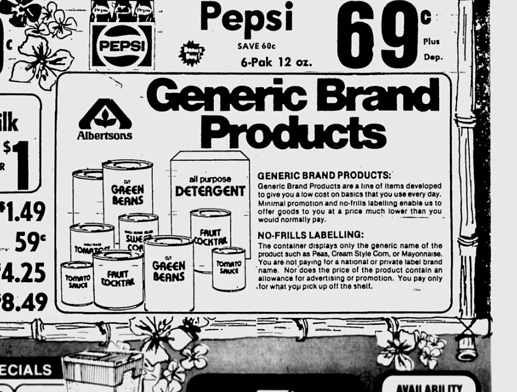 Pepsi
69¢
SAVE 60c
Plus
Dep.
6-Pak 12 oz.
PEPSI
ilk
$1
$1.49
59¢
4.25
8.49
Albertsons
Generic Brand
Products
CUT
GREEN
BEANS
all purpose
DETERGENT
FRUIT
COCKTAIL
TOMATO
SAUCE
FRUIT
COCKTAIL
CUT
GREEN
BEANS
TOMATO
SAUCE
GENERIC BRAND PRODUCTS:
Generic Brand Products are a line of items developed
to give you a low cost on basics that you use every day.
Minimal promotion and no-frills labelling enable us to
offer goods to you at a price much lower than you
would normally pay.
NO-FRILLS LABELLING:
The container displays only the generic name of the
product such as Peas, Cream Style Corn, or Mayonnaise.
You are not paying for a national or private label brand
name. Nor does the price of the product contain an
allowance for advertising or promotion. You pay only
for what you pick up off the shelf.
ECIALS
AVAILABILITY